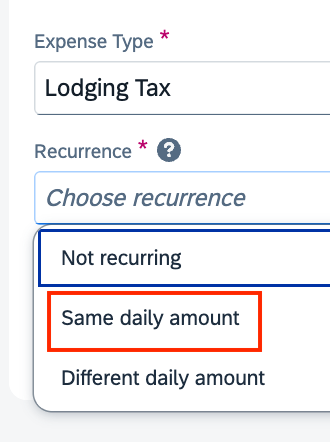 Expense Type *
Lodging Tax
Recurrence * ?
Choose recurrence
Not recurring
Same daily amount
Different daily amount